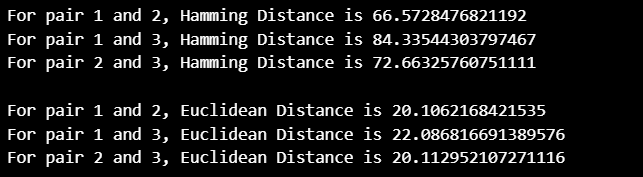 For pair 1 and 2, Hamming Distance is 66.5728476821192
For pair 1 and 3, Hamming Distance is 84.33544303797467
For pair 2 and 3, Hamming Distance is 72.66325760751111

For pair 1 and 2, Euclidean Distance is 20.1062168421535
For pair 1 and 3, Euclidean Distance is 22.086816691389576
For pair 2 and 3, Euclidean Distance is 20.112952107271116